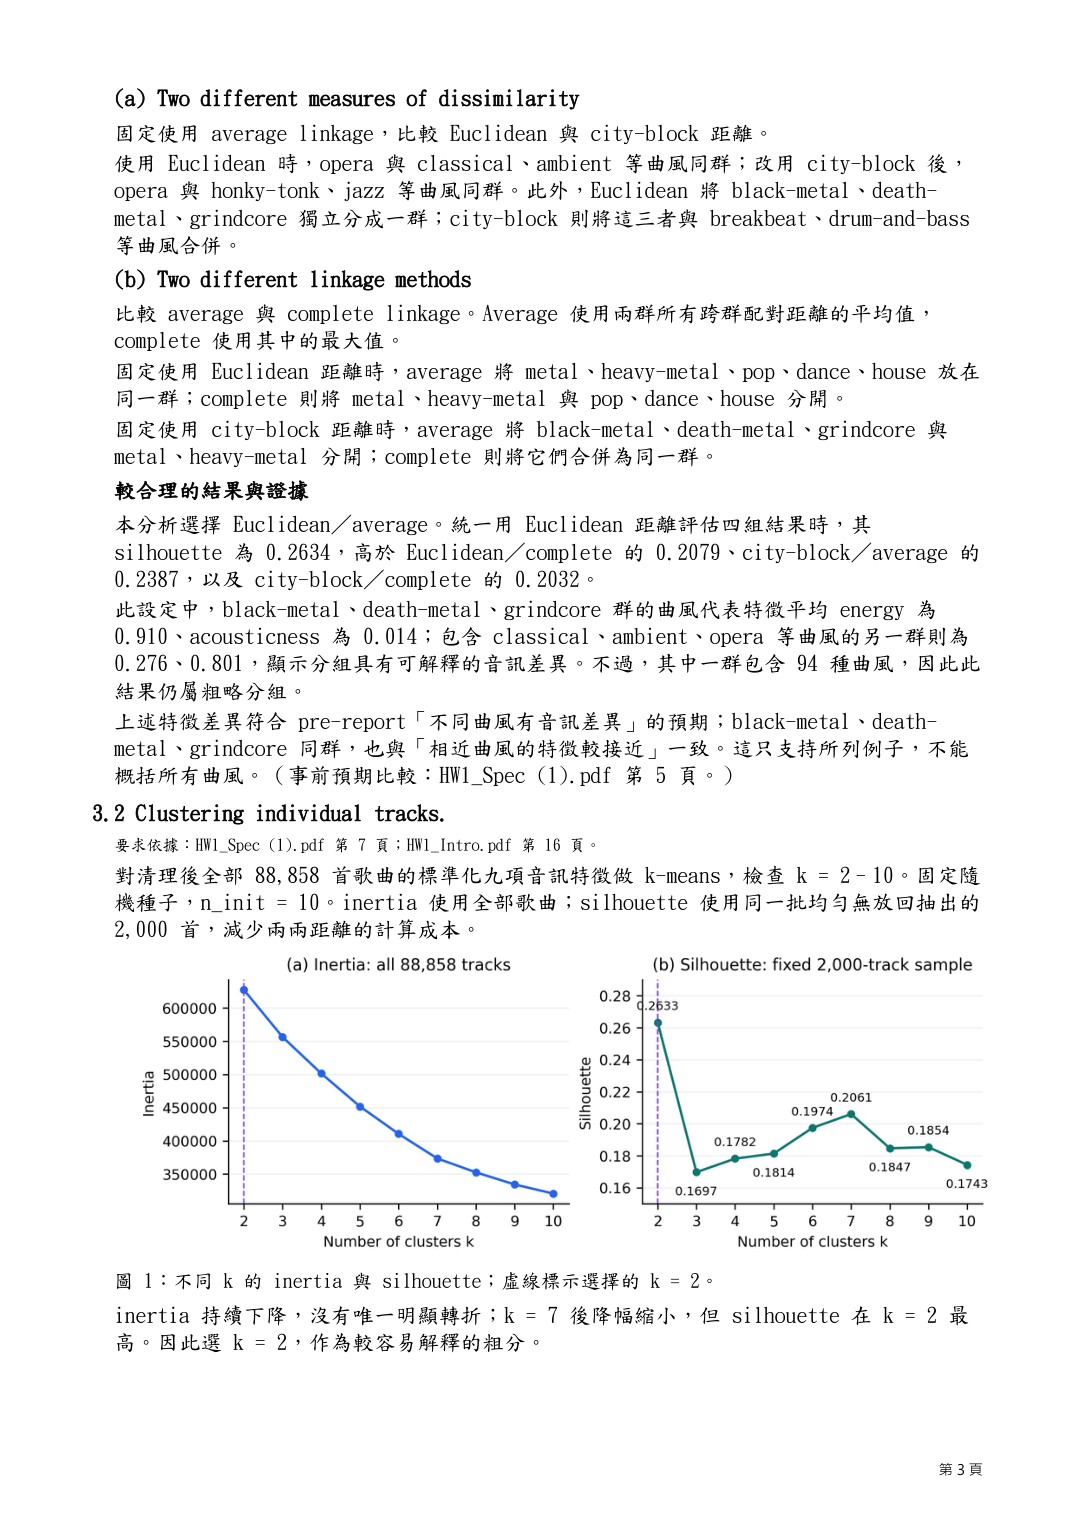 (a) Two different measures of dissimilarity
固定使用 average linkage，比較 Euclidean 與 city-block 距離。
使用 Euclidean 時，opera 與 classical、ambient 等曲風同群；改用 city-block 後，
opera 與 honky-tonk、jazz 等曲風同群。此外，Euclidean 將 black-metal、death-
metal、grindcore 獨立分成一群；city-block 則將這三者與 breakbeat、drum-and-bass
等曲風合併。
(b) Two different linkage methods
比較 average 與 complete linkage。Average 使用兩群所有跨群配對距離的平均值，
complete 使用其中的最大值。
固定使用 Euclidean 距離時，average 將 metal、heavy-metal、pop、dance、house 放在
同一群；complete 則將 metal、heavy-metal 與 pop、dance、house 分開。
固定使用 city-block 距離時，average 將 black-metal、death-metal、grindcore 與
metal、heavy-metal 分開；complete 則將它們合併為同一群。
較合理的結果與證據
本分析選擇 Euclidean／average。統一用 Euclidean 距離評估四組結果時，其
silhouette 為 0.2634，高於 Euclidean／complete 的 0.2079、city-block／average 的
0.2387，以及 city-block／complete 的 0.2032。
此設定中，black-metal、death-metal、grindcore 群的曲風代表特徵平均 energy 為
0.910、acousticness 為 0.014；包含 classical、ambient、opera 等曲風的另一群則為
0.276、0.801，顯示分組具有可解釋的音訊差異。不過，其中一群包含 94 種曲風，因此此
結果仍屬粗略分組。
上述特徵差異符合 pre-report「不同曲風有音訊差異」的預期；black-metal、death-
metal、grindcore 同群，也與「相近曲風的特徵較接近」一致。這只支持所列例子，不能
概括所有曲風。（事前預期比較：HW1_Spec (1).pdf 第 5 頁。）
3.2 Clustering individual tracks.
要求依據：HW1_Spec (1).pdf 第 7 頁；HW1_Intro.pdf 第 16 頁。
對清理後全部 88,858 首歌曲的標準化九項音訊特徵做 k-means，檢查 k = 2–10。固定隨
機種子，n_init = 10。inertia 使用全部歌曲；silhouette 使用同一批均勻無放回抽出的
2,000 首，減少兩兩距離的計算成本。
(a) Inertia: all 88,858 tracks
600000
550000
500000
450000
400000
350000
Inertia
2 3 4 5 6 7 8 9 10
Number of clusters k
(b) Silhouette: fixed 2,000-track sample
0.28
0.26
0.24
0.22
0.20
0.18
0.16
Silhouette
0.2633
0.1697
0.1782
0.1814
0.1974
0.2061
0.1847
0.1854
0.1743
2 3 4 5 6 7 8 9 10
Number of clusters k
圖 1：不同 k 的 inertia 與 silhouette；虛線標示選擇的 k = 2。
inertia 持續下降，沒有唯一明顯轉折；k = 7 後降幅縮小，但 silhouette 在 k = 2 最
高。因此選 k = 2，作為較容易解釋的粗分。
第 3 頁